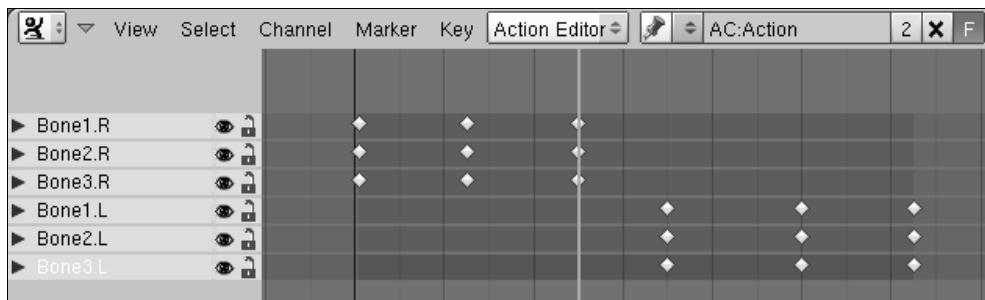 View Select Channel Marker Key Action Editor AC:Action 2 F
Bone1.R
Bone2.R
Bone3.R
Bone1.L
Bone2.L
Bone3.L